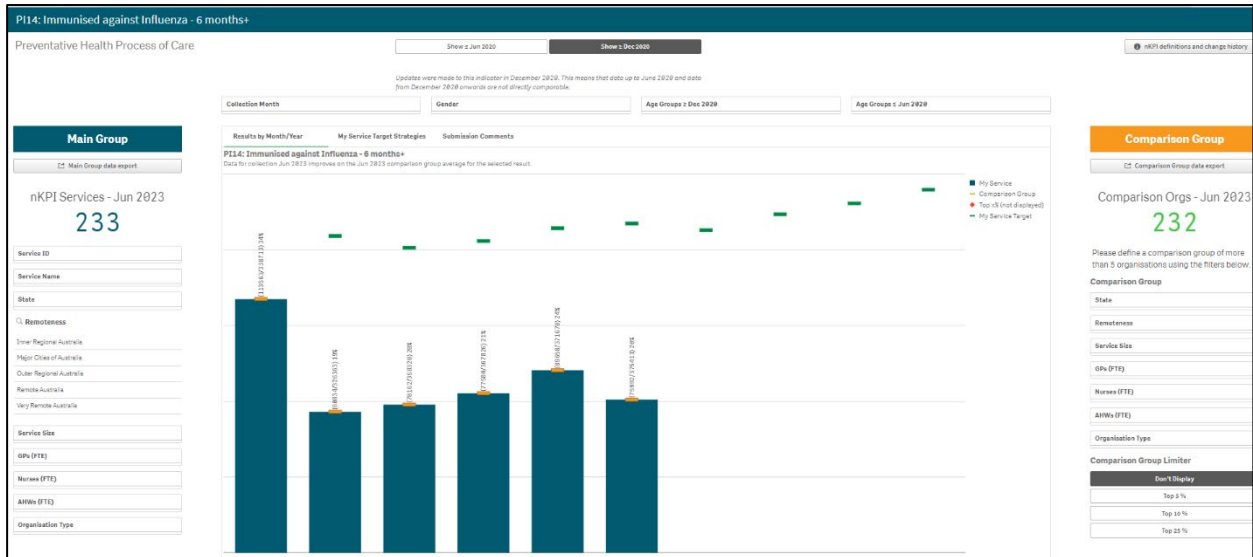 PI14: Immunised against Influenza - 6 months+
Preventative Health Process of Care
Show ≤ Jun 2020
Show ≥ Dec 2020
nKPI definitions and change history
Updates were made to this indicator in December 2020. This means that data up to June 2020 and data
from December 2020 onwards are not directly comparable.
Collection Month
Gender
Age Groups ≥ Dec 2020
Age Groups ≤ Jun 2020
Main Group
Main Group data export
nKPI Services - Jun 2023
233
Service ID
Service Name
State
Remoteness
Inner Regional Australia
Major Cities of Australia
Outer Regional Australia
Remote Australia
Very Remote Australia
Service Size
GPs (FTE)
Nurses (FTE)
AHWs (FTE)
Organisation Type
Results by Month/Year
My Service Target Strategies
Submission Comments
PI14: Immunised against Influenza - 6 months+
Data for collection Jun 2023 improves on the Jun 2023 comparison group average for the selected result.
My Service
Comparison Group
Top x% (not displayed)
My Service Target
34%
19%
20%
21%
24%
20%
Comparison Group
Comparison Group data export
Comparison Orgs - Jun 2023
232
Please define a comparison group of more
than 5 organisations using the filters below:
Comparison Group
State
Remoteness
Service Size
GPs (FTE)
Nurses (FTE)
AHWs (FTE)
Organisation Type
Comparison Group Limiter
Don't Display
Top 5 %
Top 10 %
Top 25 %